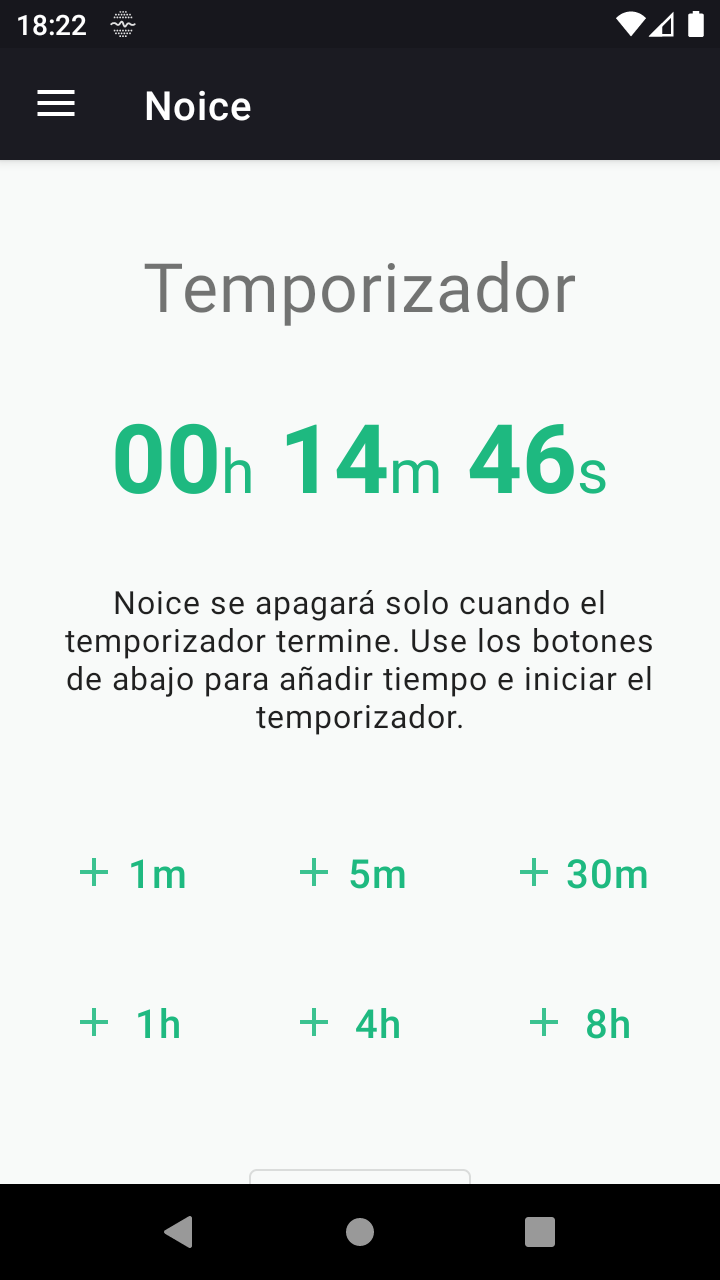 18:22
Noice
Temporizador
00h 14m 46s
Noice se apagará solo cuando el
temporizador termine. Use los botones
de abajo para añadir tiempo e iniciar el
temporizador.
+ 1m + 5m + 30m
+ 1h + 4h + 8h